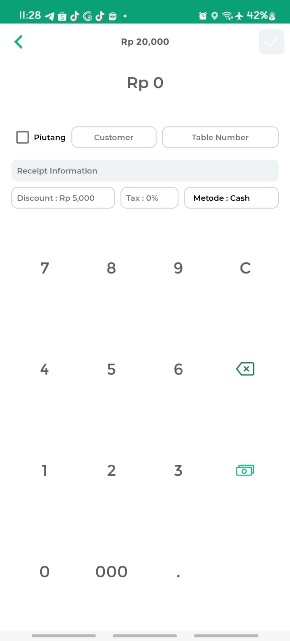 11:28 42%
Rp 20,000
Rp 0
Piutang Customer Table Number
Receipt Information
Discount : Rp 5,000 Tax : 0% Metode : Cash
7 8 9 C
4 5 6
1 2 3
0 000 .